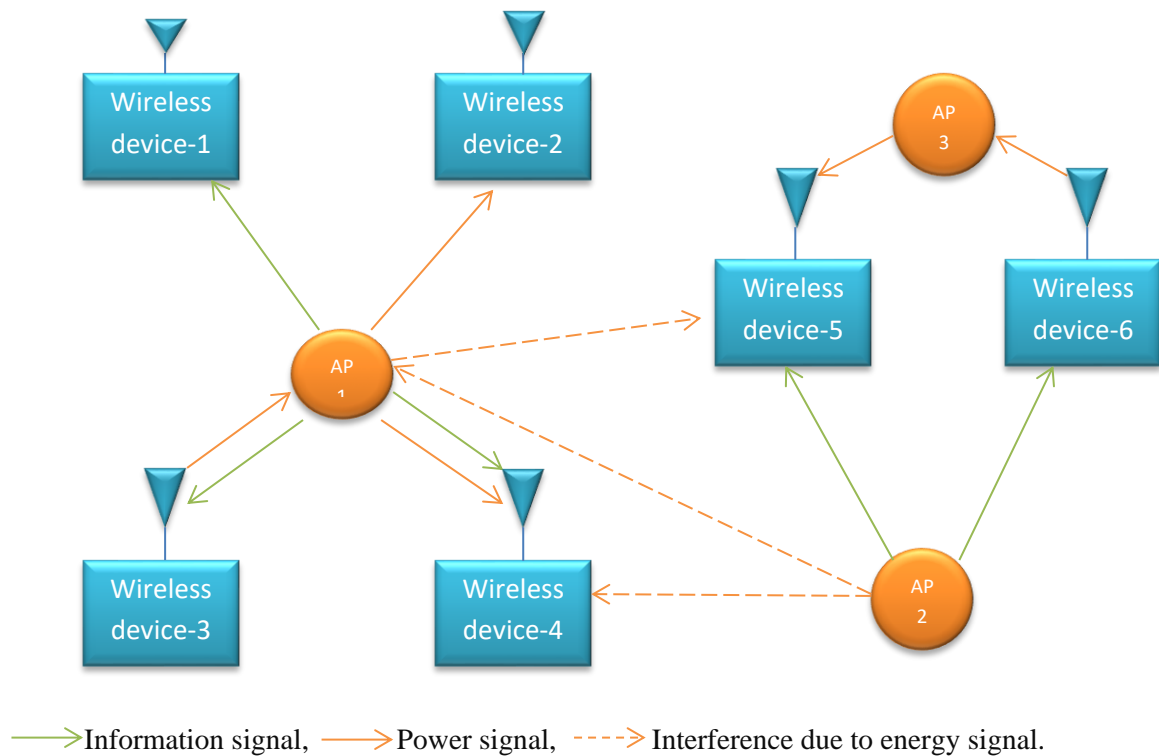 Wireless
device-1
Wireless
device-2
AP
3
Wireless
device-5
Wireless
device-6
AP
1
Wireless
device-3
Wireless
device-4
AP
2
Information signal, Power signal, Interference due to energy signal.